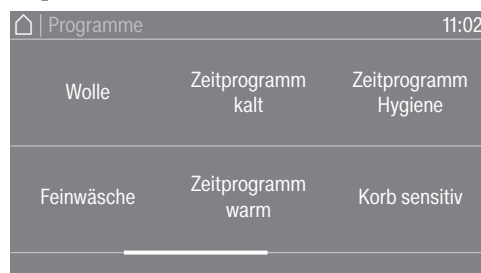 Programme 11:02
Wolle
Zeitprogramm
kalt
Zeitprogramm
Hygiene
Feinwäsche
Zeitprogramm
warm
Korb sensitiv